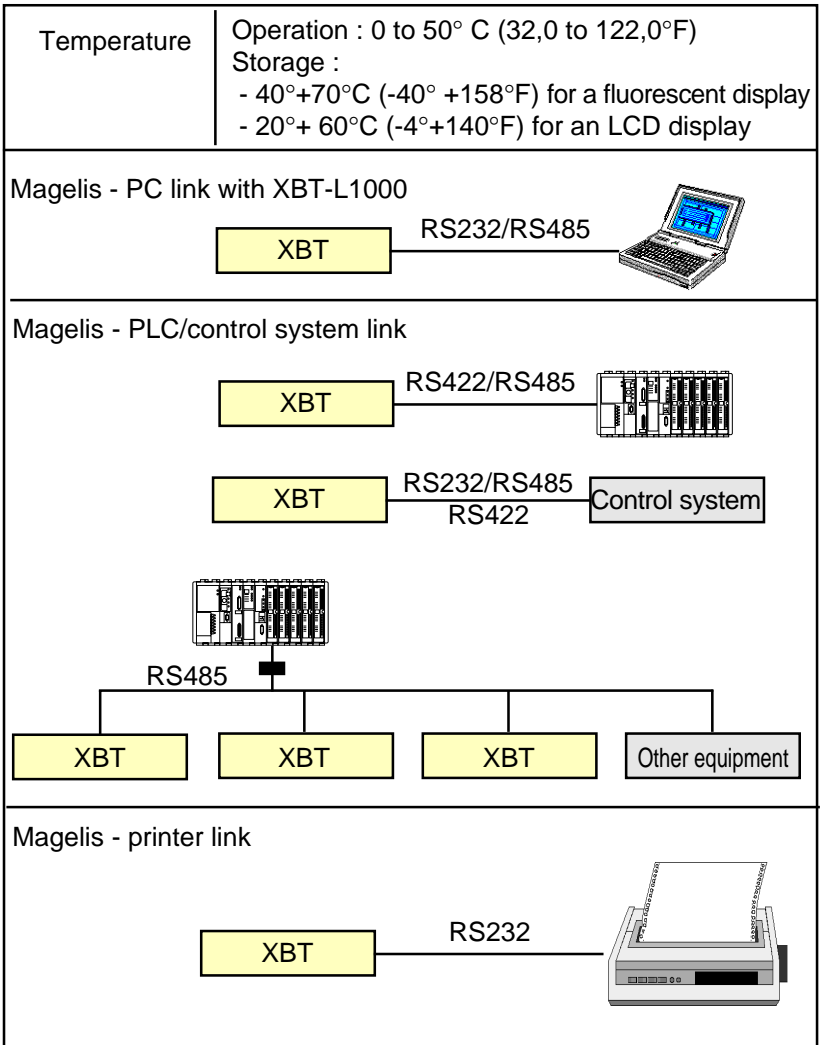 Temperature
Operation : 0 to 50° C (32,0 to 122,0°F)
Storage :
- 40°+70°C (-40° +158°F) for a fluorescent display
- 20°+ 60°C (-4°+140°F) for an LCD display
Magelis - PC link with XBT-L1000
XBT
RS232/RS485
Magelis - PLC/control system link
XBT
RS422/RS485
XBT
RS232/RS485
RS422
Control system
RS485
XBT
XBT
XBT
Other equipment
Magelis - printer link
XBT
RS232